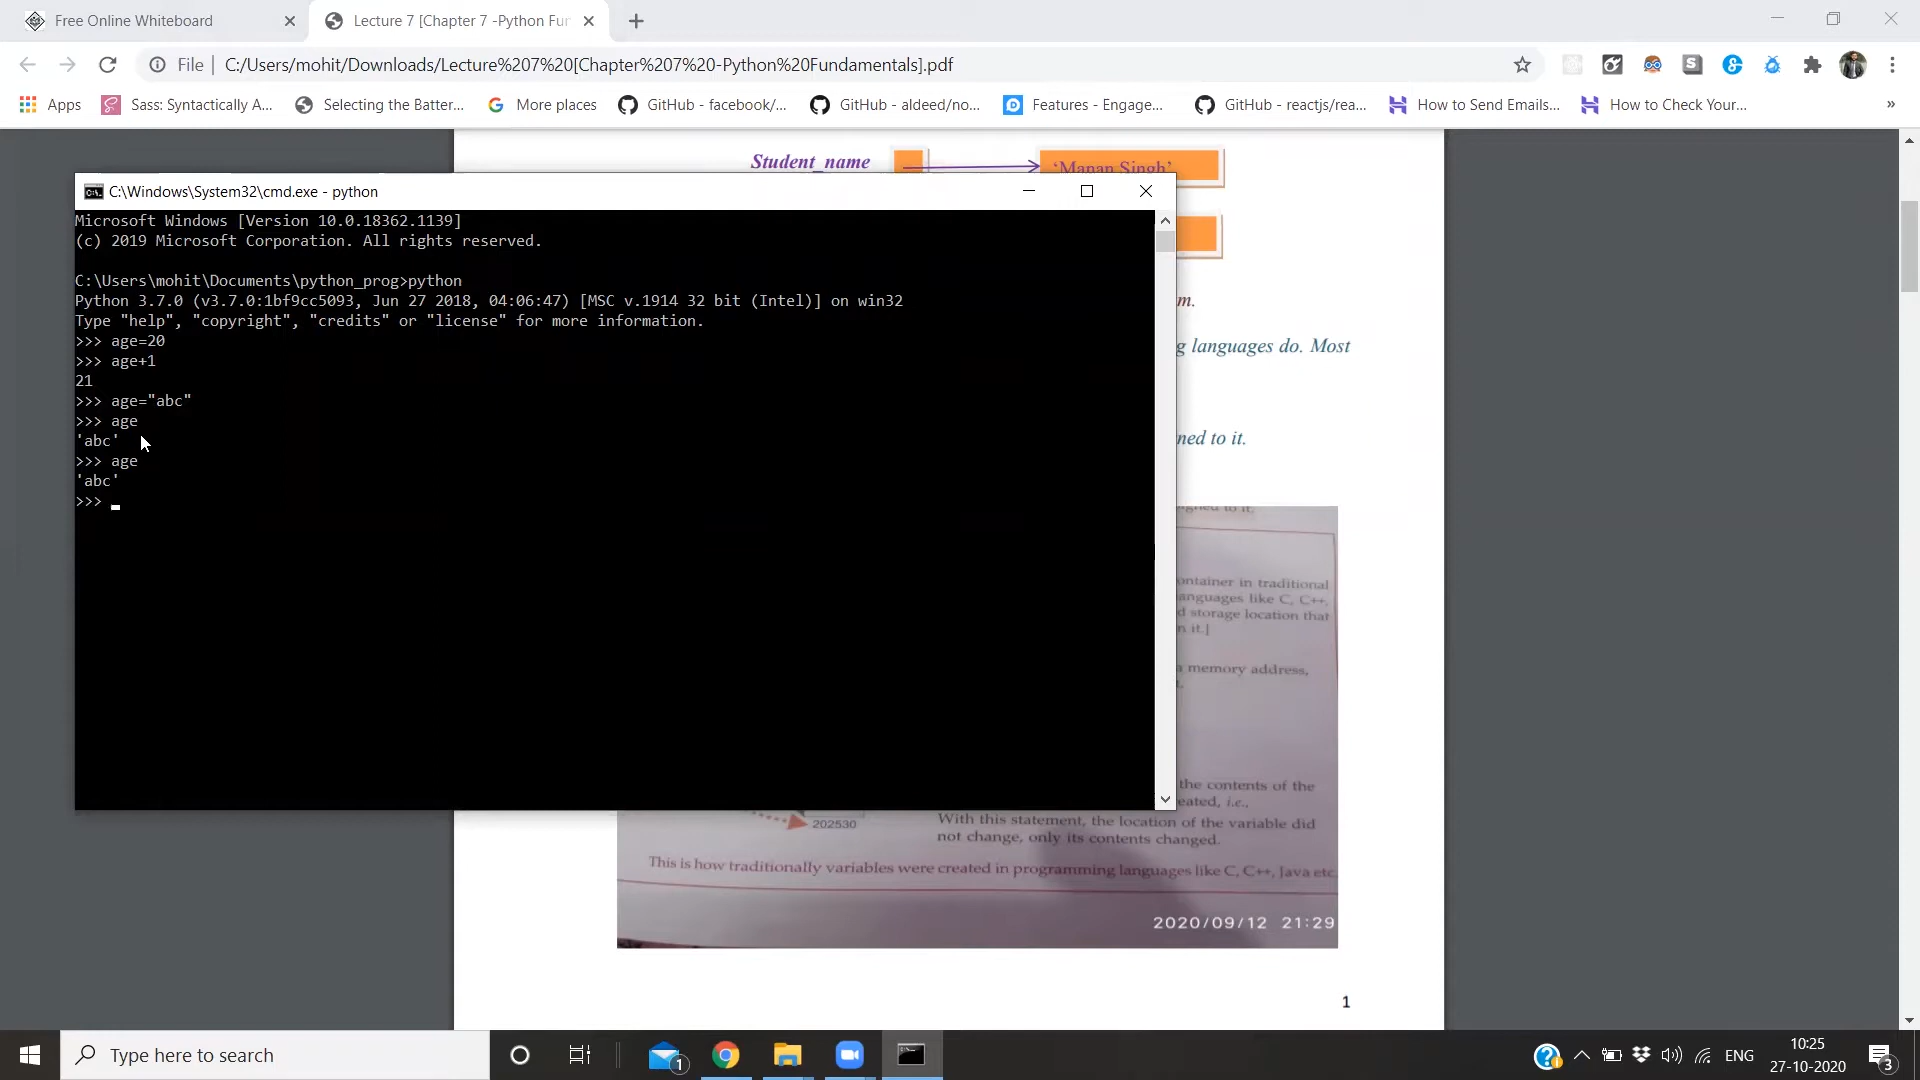 Free Online Whiteboard
Lecture 7 [Chapter 7 -Python Fun
File
C:/Users/mohit/Downloads/Lecture%207%20[Chapter%207%20-Python%20Fundamentals].pdf
Apps
Sass: Syntactically A...
Selecting the Batter...
More places
GitHub - facebook/...
GitHub - aldeed/no...
Features - Engage...
GitHub - reactjs/rea...
How to Send Emails...
How to Check Your...
»
Student_name
'Manan Singh'
C:\Windows\System32\cmd.exe - python
Microsoft Windows [Version 10.0.18362.1139]
(c) 2019 Microsoft Corporation. All rights reserved.
C:\Users\mohit\Documents\python_prog>python
Python 3.7.0 (v3.7.0:1bf9cc5093, Jun 27 2018, 04:06:47) [MSC v.1914 32 bit (Intel)] on win32
Type "help", "copyright", "credits" or "license" for more information.
>>> age=20
>>> age+1
21
>>> age="abc"
>>> age
'abc'
>>> age
'abc'
>>>
m.
g languages do. Most
ned to it.
gned to it.
ontainer in traditional
anguages like C, C++,
d storage location that
n it.]
a memory address,
t.
the contents of the
eated, i.e.,
202530
With this statement, the location of the variable did
not change, only its contents changed.
This is how traditionally variables were created in programming languages like C, C++, Java etc.
2020/09/12 21:29
1
Type here to search
1
ENG
10:25
27-10-2020
3